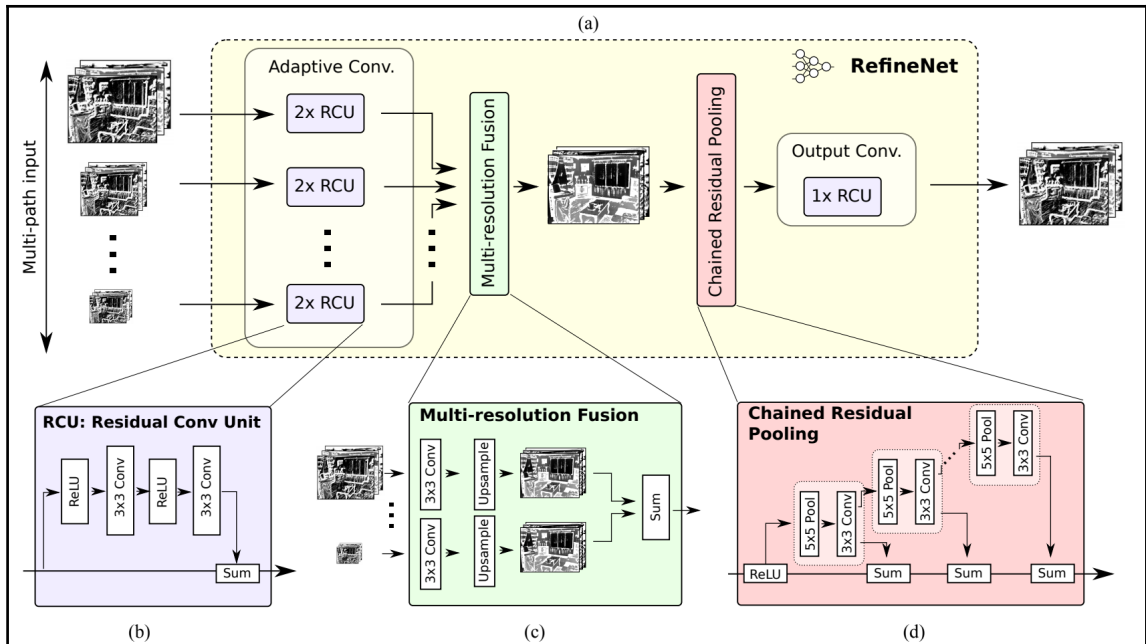 (a)
Multi-path input
Adaptive Conv.
2x RCU
2x RCU
2x RCU
Multi-resolution Fusion
Chained Residual Pooling
RefineNet
Output Conv.
1x RCU
RCU: Residual Conv Unit
ReLU
3x3 Conv
ReLU
3x3 Conv
Sum
(b)
Multi-resolution Fusion
3x3 Conv
Upsample
3x3 Conv
Upsample
Sum
(c)
Chained Residual
Pooling
ReLU
5x5 Pool
3x3 Conv
5x5 Pool
3x3 Conv
5x5 Pool
3x3 Conv
Sum
Sum
Sum
(d)